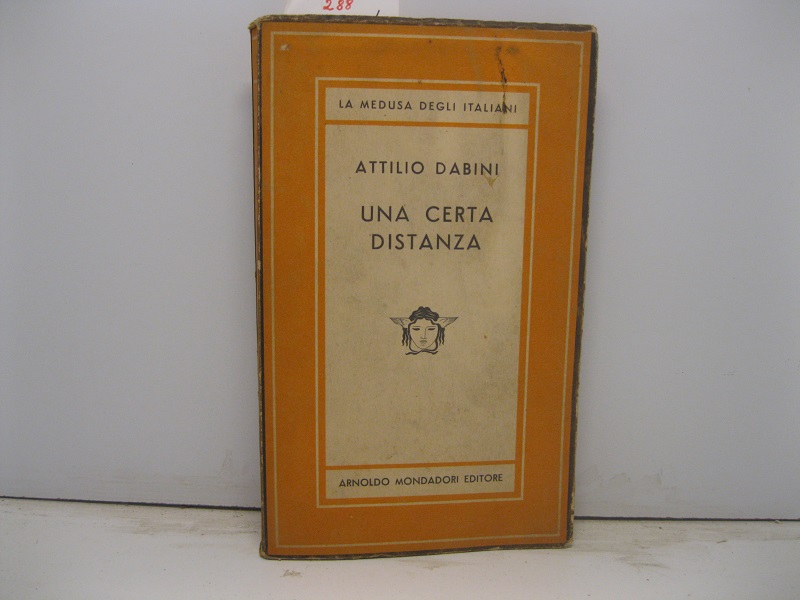 288
LA MEDUSA DEGLI ITALIANI
ATTILIO DABINI
UNA CERTA
DISTANZA
ARNOLDO MONDADORI EDITORE